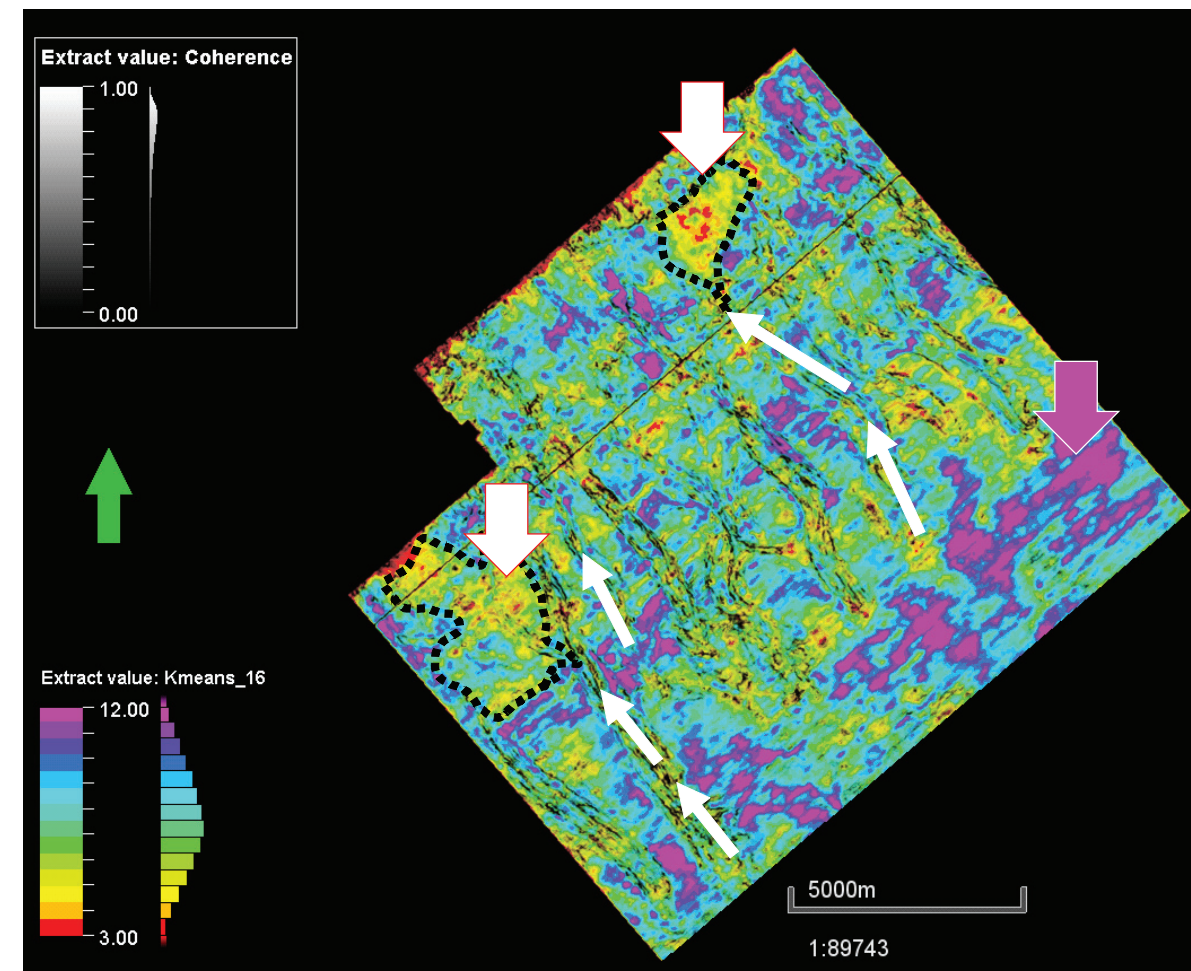 Extract value: Coherence
1.00
0.00
Extract value: Kmeans_16
12.00
3.00
5000m
1:89743